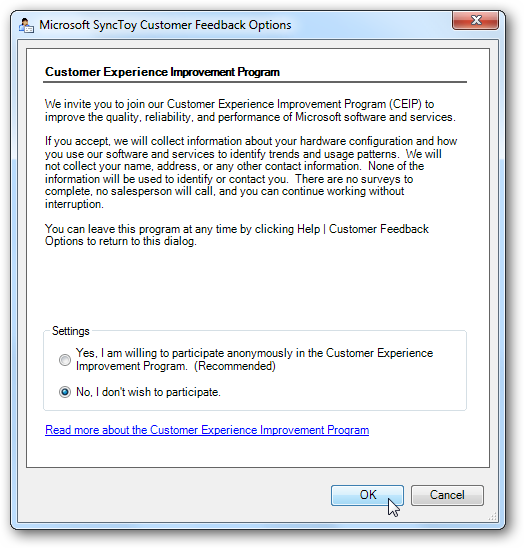 Microsoft SyncToy Customer Feedback Options
Customer Experience Improvement Program
We invite you to join our Customer Experience Improvement Program (CEIP) to
improve the quality, reliability, and performance of Microsoft software and services.
If you accept, we will collect information about your hardware configuration and how
you use our software and services to identify trends and usage patterns.  We will
not collect your name, address, or any other contact information.  None of the
information will be used to identify or contact you.  There are no surveys to
complete, no salesperson will call, and you can continue working without
interruption.
You can leave this program at any time by clicking Help | Customer Feedback
Options to return to this dialog.
Settings
Yes, I am willing to participate anonymously in the Customer Experience
Improvement Program.  (Recommended)
No, I don't wish to participate.
Read more about the Customer Experience Improvement Program
OK Cancel